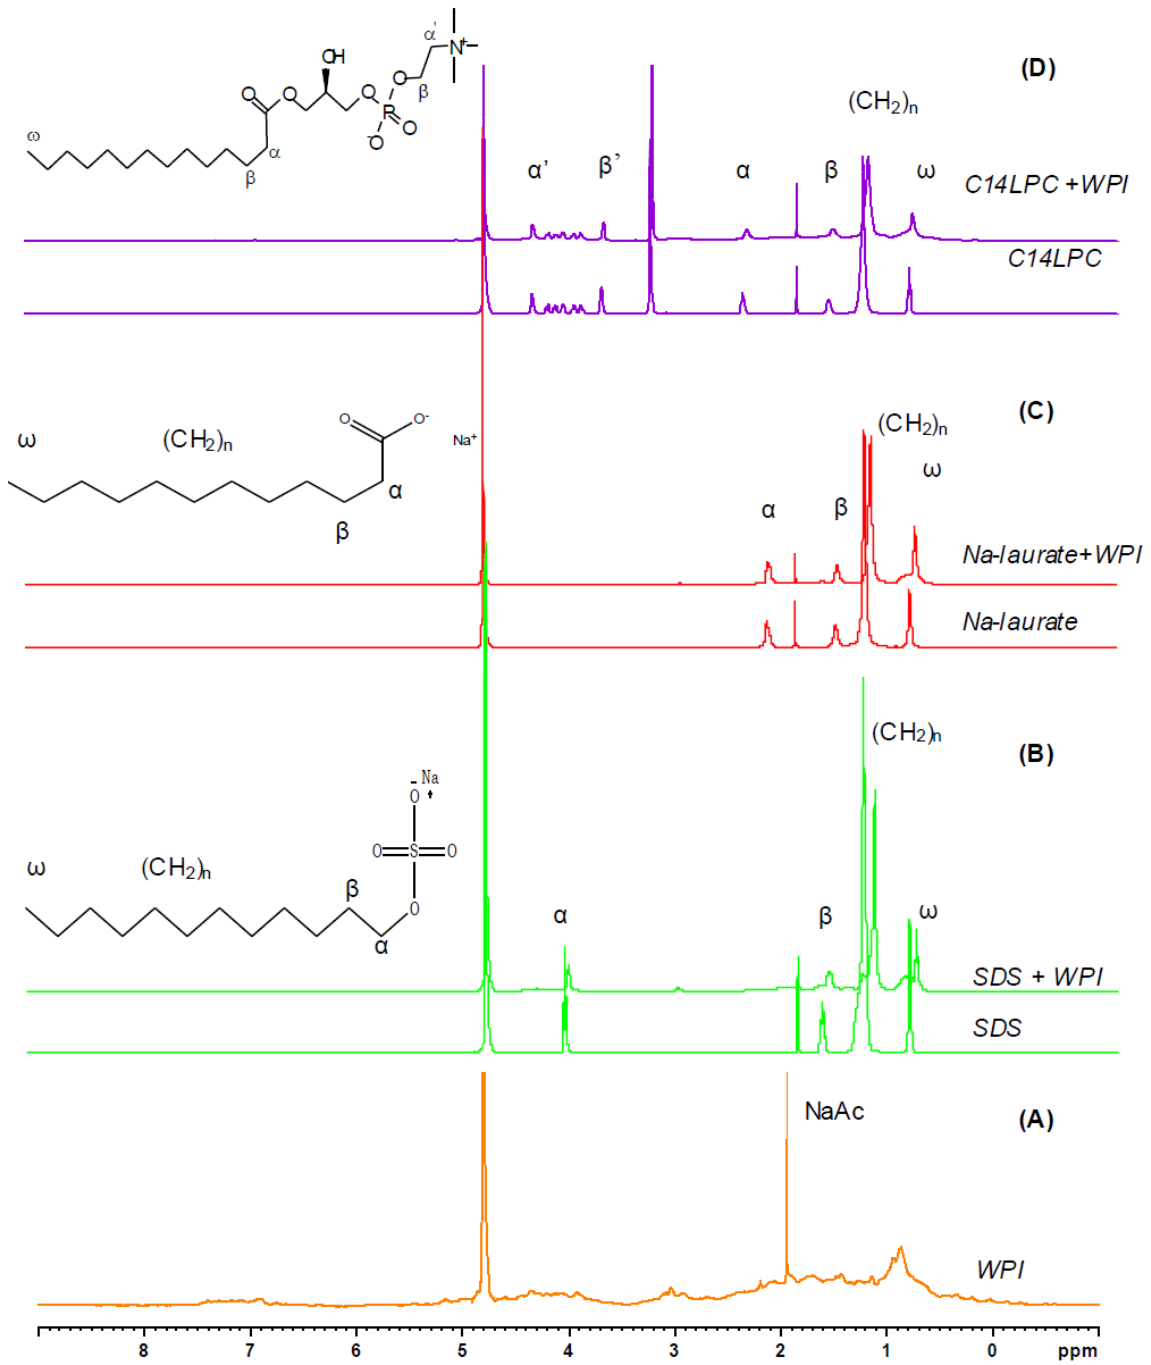 α'
N+
OH
(D)
O
O
O
O
β
P
(CH2)n
O
-O
ω
α
β
α’
β’
α
β
ω
C14LPC +WPI
C14LPC
(C)
O
O-
ω
(CH2)n
Na+
(CH2)n
ω
α
β
α
β
Na-laurate+WPI
Na-laurate
(CH2)n
(B)
- Na
O +
O S O
ω
(CH2)n
β
O
α
α
β
ω
SDS + WPI
SDS
NaAc
(A)
WPI
8 7 6 5 4 3 2 1 0 ppm